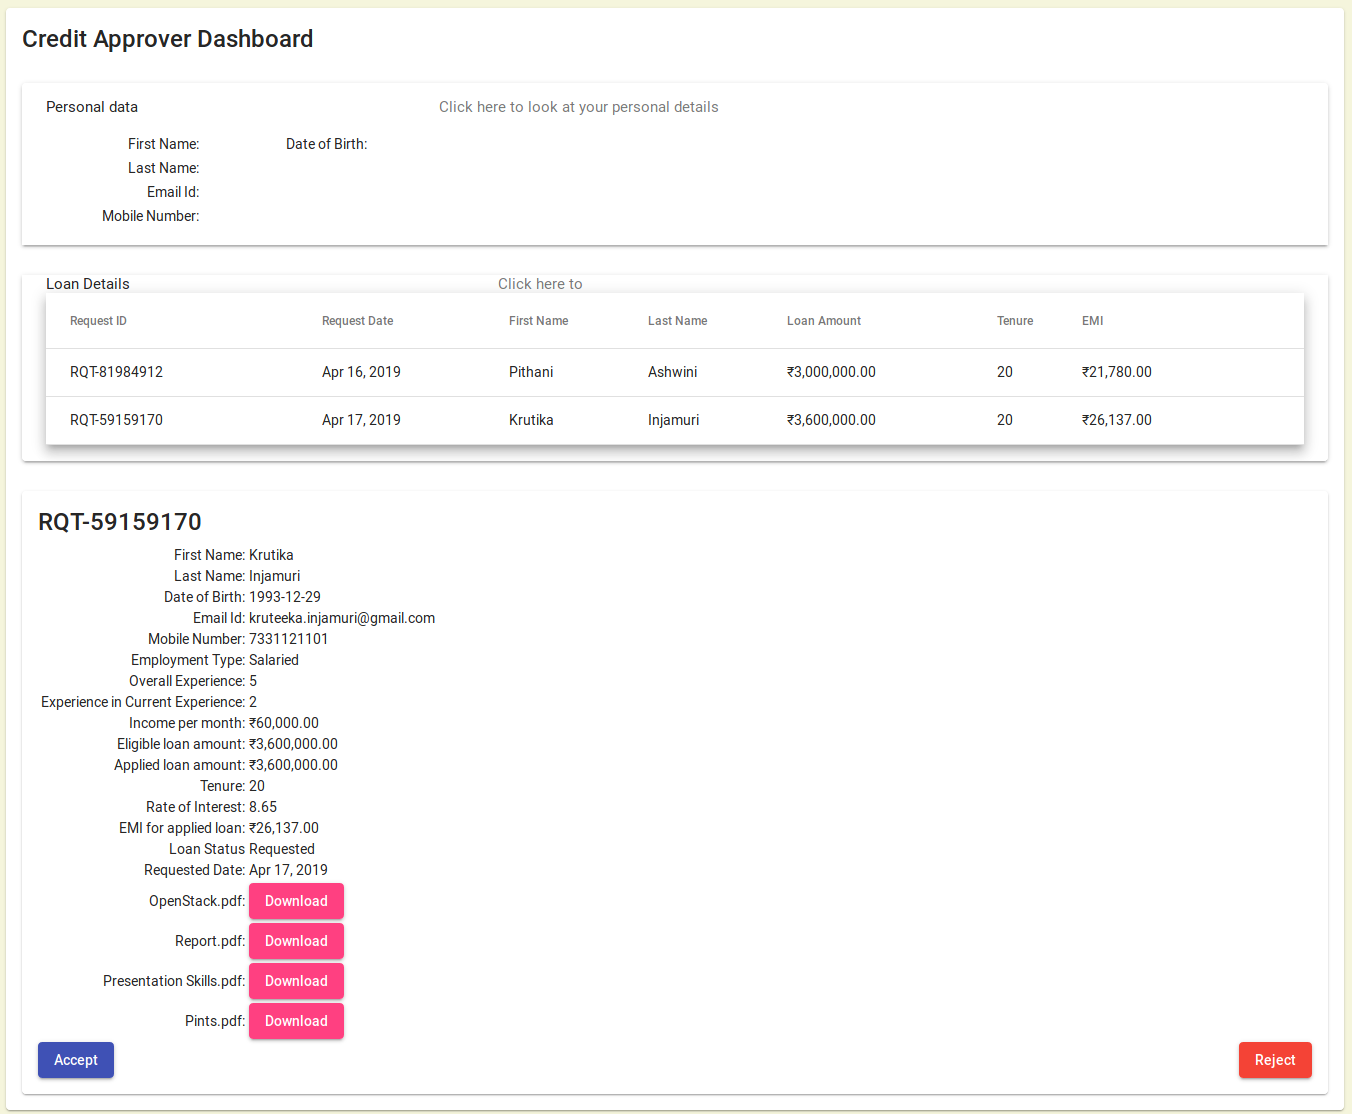 Credit Approver Dashboard
Personal data Click here to look at your personal details
First Name: Date of Birth:
Last Name:
Email Id:
Mobile Number:
Loan Details Click here to
Request ID Request Date First Name Last Name Loan Amount Tenure EMI
RQT-81984912 Apr 16, 2019 Pithani Ashwini ₹3,000,000.00 20 ₹21,780.00
RQT-59159170 Apr 17, 2019 Krutika Injamuri ₹3,600,000.00 20 ₹26,137.00
RQT-59159170
First Name: Krutika
Last Name: Injamuri
Date of Birth: 1993-12-29
Email Id: kruteeka.injamuri@gmail.com
Mobile Number: 7331121101
Employment Type: Salaried
Overall Experience: 5
Experience in Current Experience: 2
Income per month: ₹60,000.00
Eligible loan amount: ₹3,600,000.00
Applied loan amount: ₹3,600,000.00
Tenure: 20
Rate of Interest: 8.65
EMI for applied loan: ₹26,137.00
Loan Status Requested
Requested Date: Apr 17, 2019
OpenStack.pdf: Download
Report.pdf: Download
Presentation Skills.pdf: Download
Pints.pdf: Download
Accept Reject